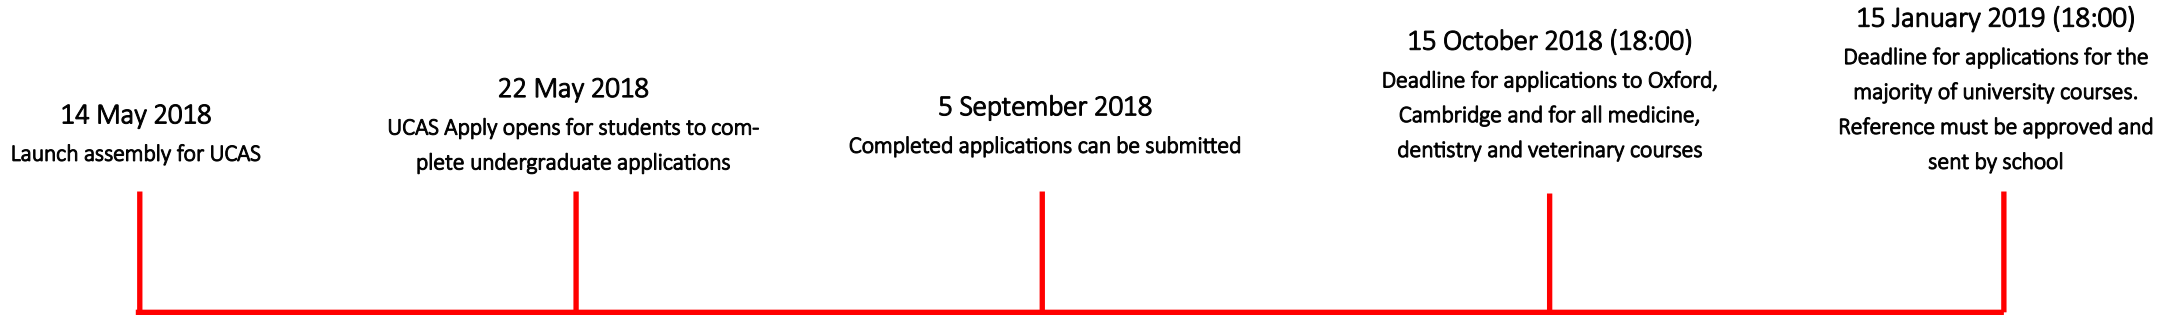 14 May 2018
Launch assembly for UCAS
22 May 2018
UCAS Apply opens for students to com-
plete undergraduate applications
5 September 2018
Completed applications can be submitted
15 October 2018 (18:00)
Deadline for applications to Oxford,
Cambridge and for all medicine,
dentistry and veterinary courses
15 January 2019 (18:00)
Deadline for applications for the
majority of university courses.
Reference must be approved and
sent by school